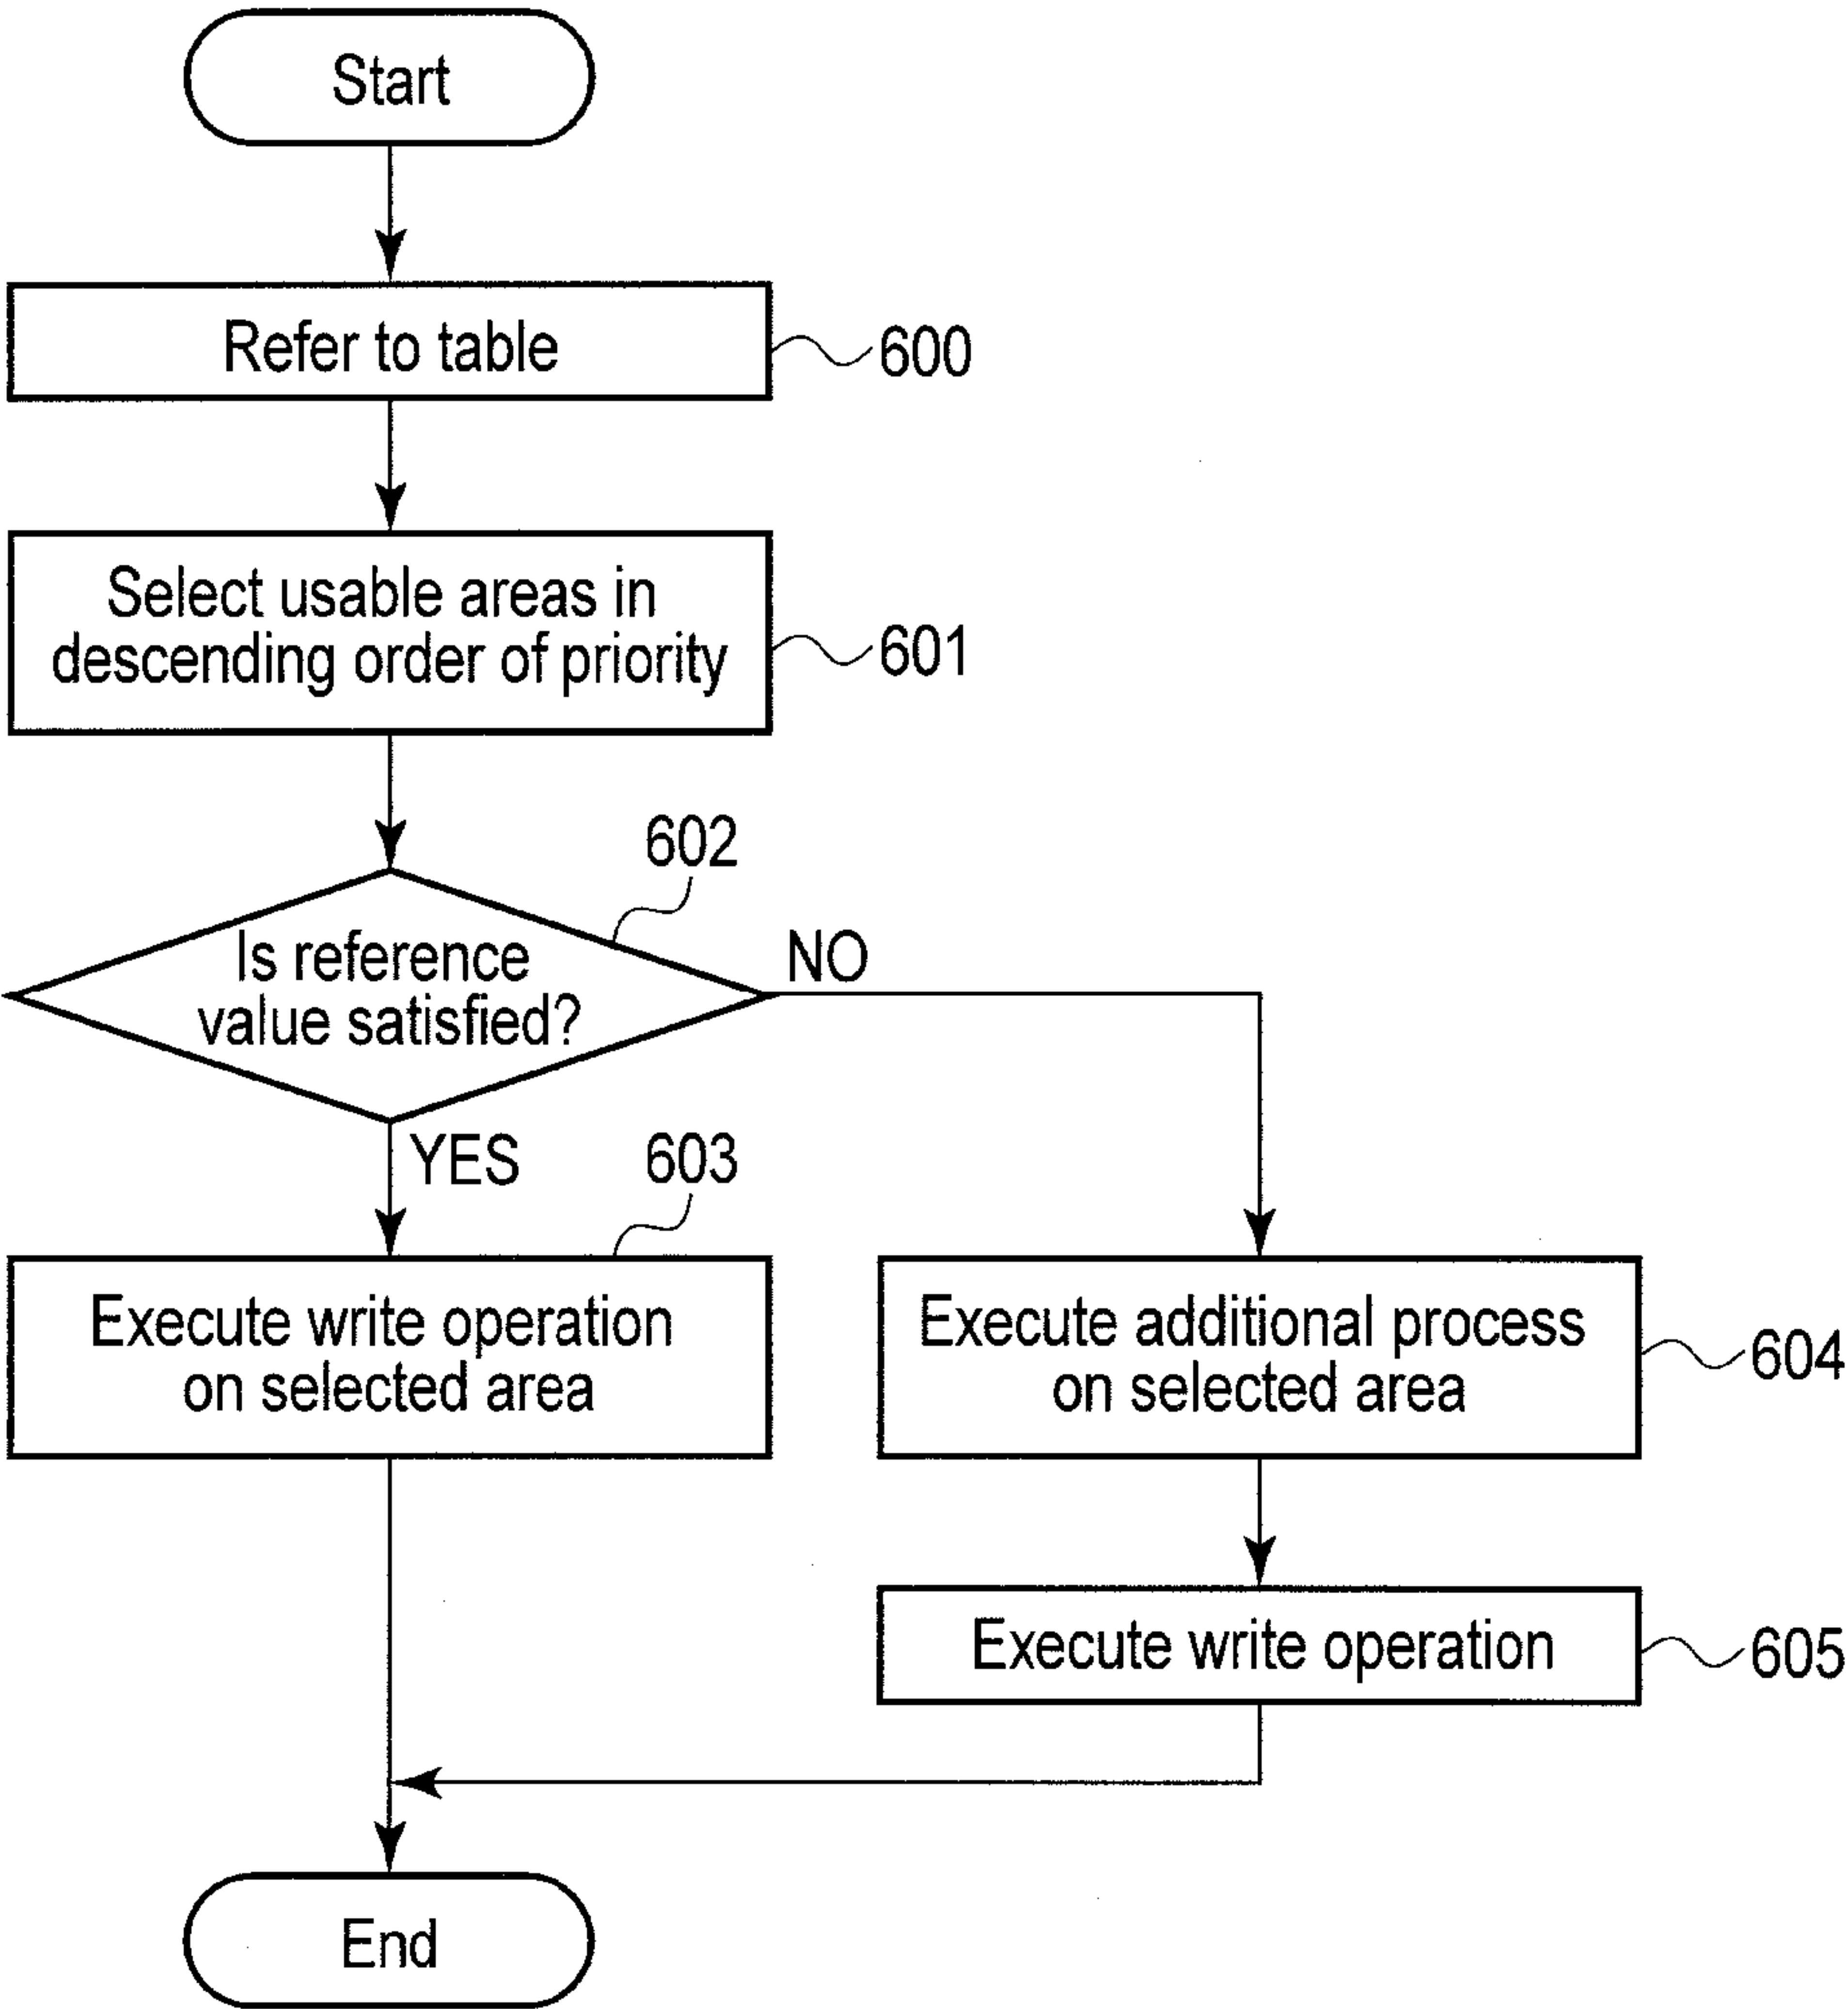 Start
Refer to table
600
Select usable areas in
descending order of priority
601
602
Is reference
value satisfied?
NO
YES
603
Execute write operation
on selected area
Execute additional process
on selected area
604
Execute write operation
605
End